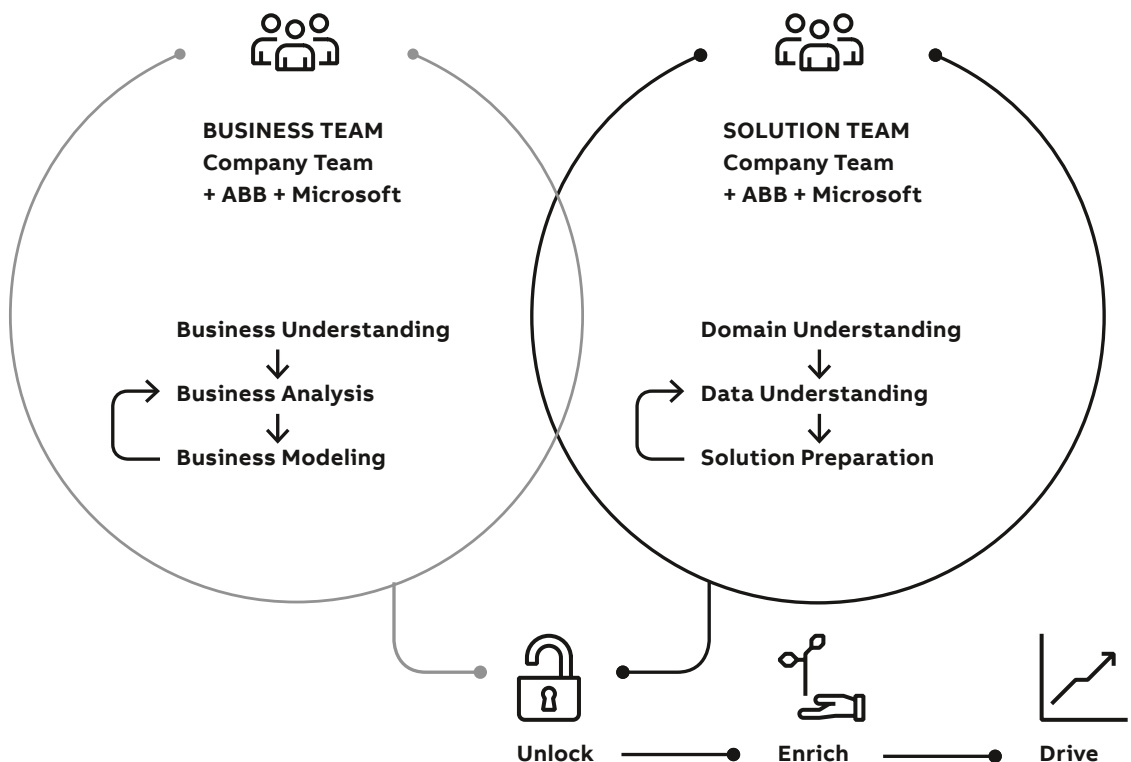 BUSINESS TEAM
Company Team
+ ABB + Microsoft
Business Understanding
Business Analysis
Business Modeling
SOLUTION TEAM
Company Team
+ ABB + Microsoft
Domain Understanding
Data Understanding
Solution Preparation
Unlock
Enrich
Drive